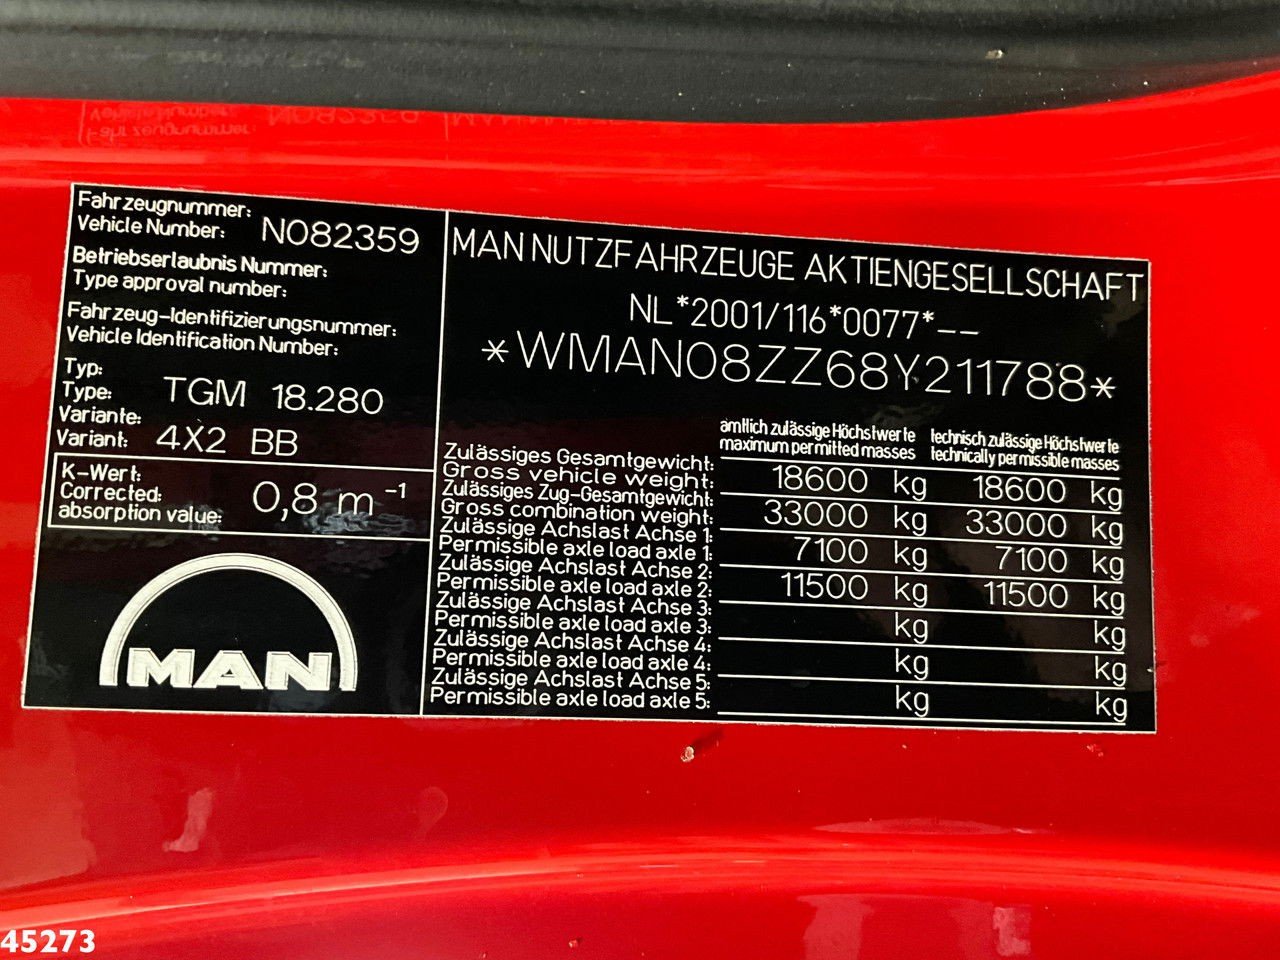 Fahrzeugnummer:
Vehicle Number: N082359
Betriebserlaubnis Nummer:
Type approval number:
Fahrzeug-Identifizierungsnummer:
Vehicle Identification Number:
Typ:
Type: TGM 18.280
Variante:
Variant: 4X2 BB
K-Wert:
Corrected: 0,8 m⁻¹
absorption value:
MAN
MAN NUTZFAHRZEUGE AKTIENGESELLSCHAFT
NL*2001/116*0077*--
*WMAN08ZZ68Y211788*
amtlich zulässige Höchstwerte technisch zulässige Höchstwerte
maximum permitted masses technically permissible masses
Zulässiges Gesamtgewicht:
Gross vehicle weight: 18600 kg 18600 kg
Zulässiges Zug-Gesamtgewicht:
Gross combination weight: 33000 kg 33000 kg
Zulässige Achslast Achse 1:
Permissible axle load axle 1: 7100 kg 7100 kg
Zulässige Achslast Achse 2:
Permissible axle load axle 2: 11500 kg 11500 kg
Zulässige Achslast Achse 3:
Permissible axle load axle 3: kg kg
Zulässige Achslast Achse 4:
Permissible axle load axle 4: kg kg
Zulässige Achslast Achse 5:
Permissible axle load axle 5: kg kg
45273